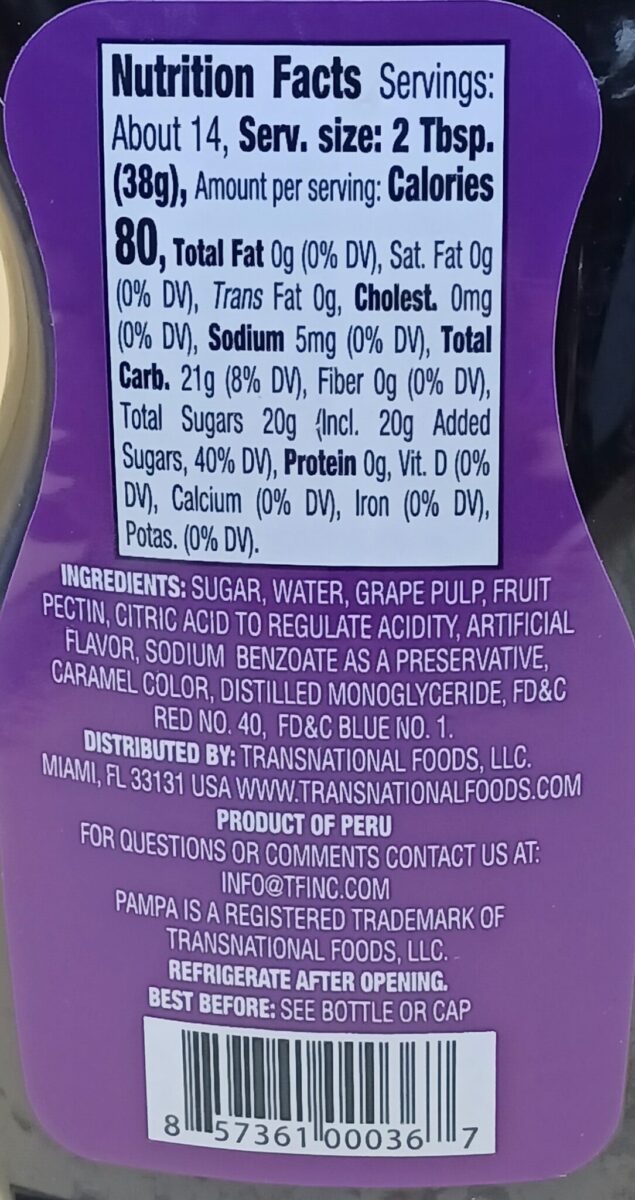 Nutrition Facts Servings:
About 14, Serv. size: 2 Tbsp.
(38g), Amount per serving: Calories
80, Total Fat 0g (0% DV), Sat. Fat 0g
(0% DV), Trans Fat 0g, Cholest. 0mg
(0% DV), Sodium 5mg (0% DV), Total
Carb. 21g (8% DV), Fiber 0g (0% DV),
Total Sugars 20g (Incl. 20g Added
Sugars, 40% DV), Protein 0g, Vit. D (0%
DV), Calcium (0% DV), Iron (0% DV),
Potas. (0% DV).
INGREDIENTS: SUGAR, WATER, GRAPE PULP, FRUIT
PECTIN, CITRIC ACID TO REGULATE ACIDITY, ARTIFICIAL
FLAVOR, SODIUM BENZOATE AS A PRESERVATIVE,
CARAMEL COLOR, DISTILLED MONOGLYCERIDE, FD&C
RED NO. 40, FD&C BLUE NO. 1.
DISTRIBUTED BY: TRANSNATIONAL FOODS, LLC.
MIAMI, FL 33131 USA WWW.TRANSNATIONALFOODS.COM
PRODUCT OF PERU
FOR QUESTIONS OR COMMENTS CONTACT US AT:
INFO@TFINC.COM
PAMPA IS A REGISTERED TRADEMARK OF
TRANSNATIONAL FOODS, LLC.
REFRIGERATE AFTER OPENING.
BEST BEFORE: SEE BOTTLE OR CAP
8 57361 00036 7